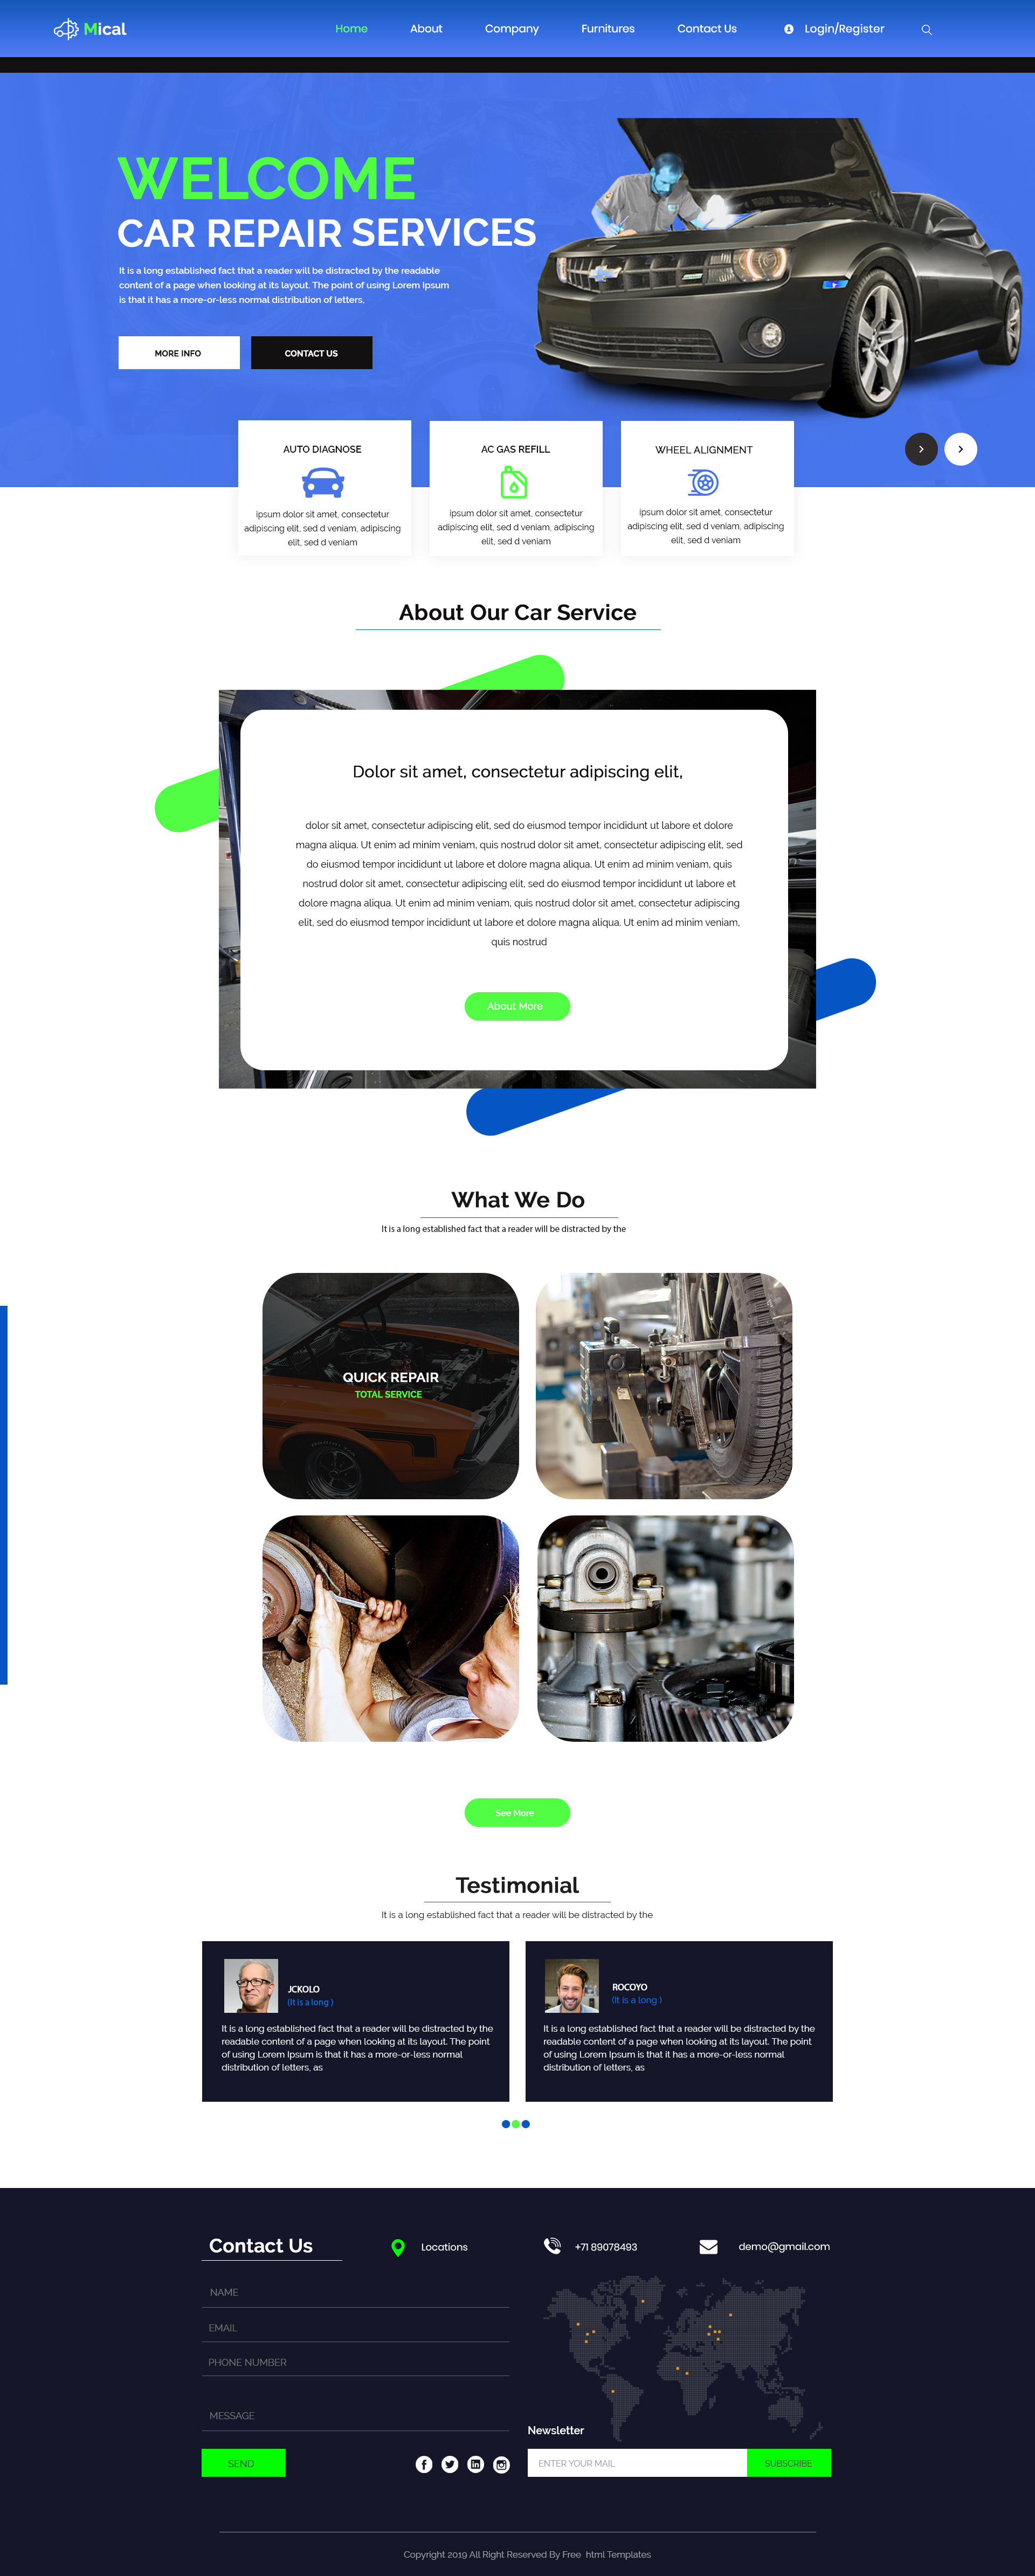 Mical
Home About Company Furnitures Contact Us Login/Register
WELCOME
CAR REPAIR SERVICES
It is a long established fact that a reader will be distracted by the readable
content of a page when looking at its layout. The point of using Lorem Ipsum
is that it has a more-or-less normal distribution of letters,
MORE INFO
CONTACT US
AUTO DIAGNOSE
ipsum dolor sit amet, consectetur
adipiscing elit, sed d veniam, adipiscing
elit, sed d veniam
AC GAS REFILL
ipsum dolor sit amet, consectetur
adipiscing elit, sed d veniam, adipiscing
elit, sed d veniam
WHEEL ALIGNMENT
ipsum dolor sit amet, consectetur
adipiscing elit, sed d veniam, adipiscing
elit, sed d veniam
About Our Car Service
Dolor sit amet, consectetur adipiscing elit,
dolor sit amet, consectetur adipiscing elit, sed do eiusmod tempor incididunt ut labore et dolore
magna aliqua. Ut enim ad minim veniam, quis nostrud dolor sit amet, consectetur adipiscing elit, sed
do eiusmod tempor incididunt ut labore et dolore magna aliqua. Ut enim ad minim veniam, quis
nostrud dolor sit amet, consectetur adipiscing elit, sed do eiusmod tempor incididunt ut labore et
dolore magna aliqua. Ut enim ad minim veniam, quis nostrud dolor sit amet, consectetur adipiscing
elit, sed do eiusmod tempor incididunt ut labore et dolore magna aliqua. Ut enim ad minim veniam,
quis nostrud
About More
What We Do
It is a long established fact that a reader will be distracted by the
QUICK REPAIR
TOTAL SERVICE
See More
Testimonial
It is a long established fact that a reader will be distracted by the
JCKOLO
(It is a long )
It is a long established fact that a reader will be distracted by the
readable content of a page when looking at its layout. The point
of using Lorem Ipsum is that it has a more-or-less normal
distribution of letters, as
ROCOYO
(It is a long )
It is a long established fact that a reader will be distracted by the
readable content of a page when looking at its layout. The point
of using Lorem Ipsum is that it has a more-or-less normal
distribution of letters, as
Contact Us
Locations
+71 89078493
demo@gmail.com
NAME
EMAIL
PHONE NUMBER
MESSAGE
SEND
Newsletter
ENTER YOUR MAIL
SUBSCRIBE
Copyright 2019 All Right Reserved By Free html Templates